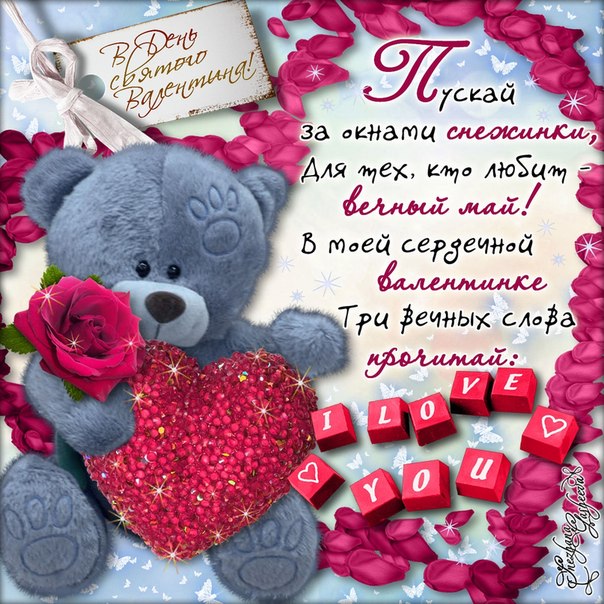 В День
святого
Валентина!
Пускай
за окнами снежинки,
Для тех, кто любит -
вечный май!
В моей сердечной
валентинке
Три вечных слова
прочитай:
I LOVE
YOU